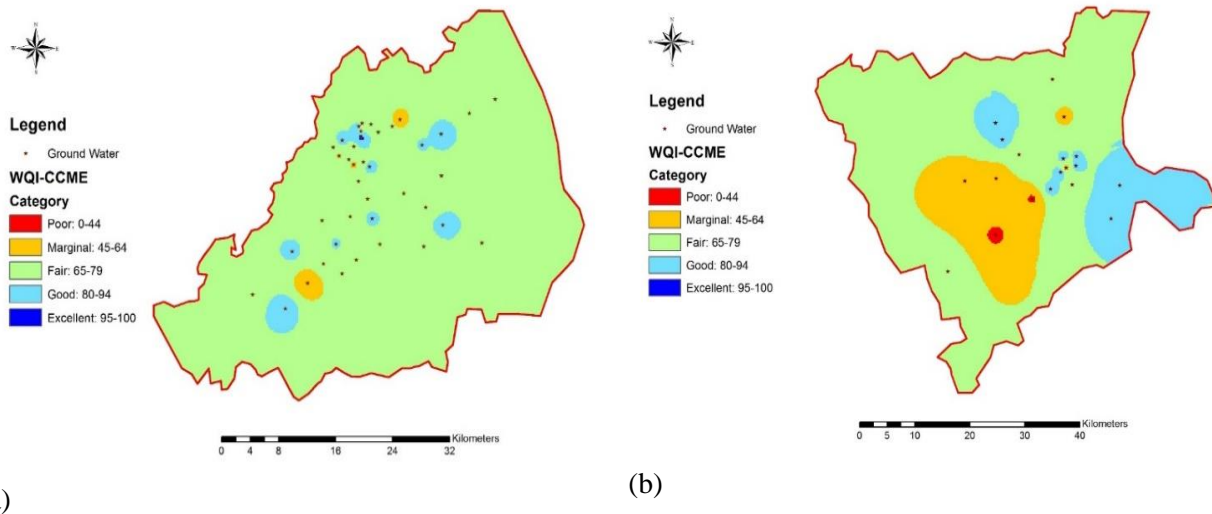 N
W E
S
Legend
Ground Water
WQI-CCME
Category
Poor: 0-44
Marginal: 45-64
Fair: 65-79
Good: 80-94
Excellent: 95-100
Kilometers
0 4 8 16 24 32
)
N
W E
S
Legend
Ground Water
WQI-CCME
Category
Poor: 0-44
Marginal: 45-64
Fair: 65-79
Good: 80-94
Excellent: 95-100
Kilometers
0 5 10 20 30 40
(b)